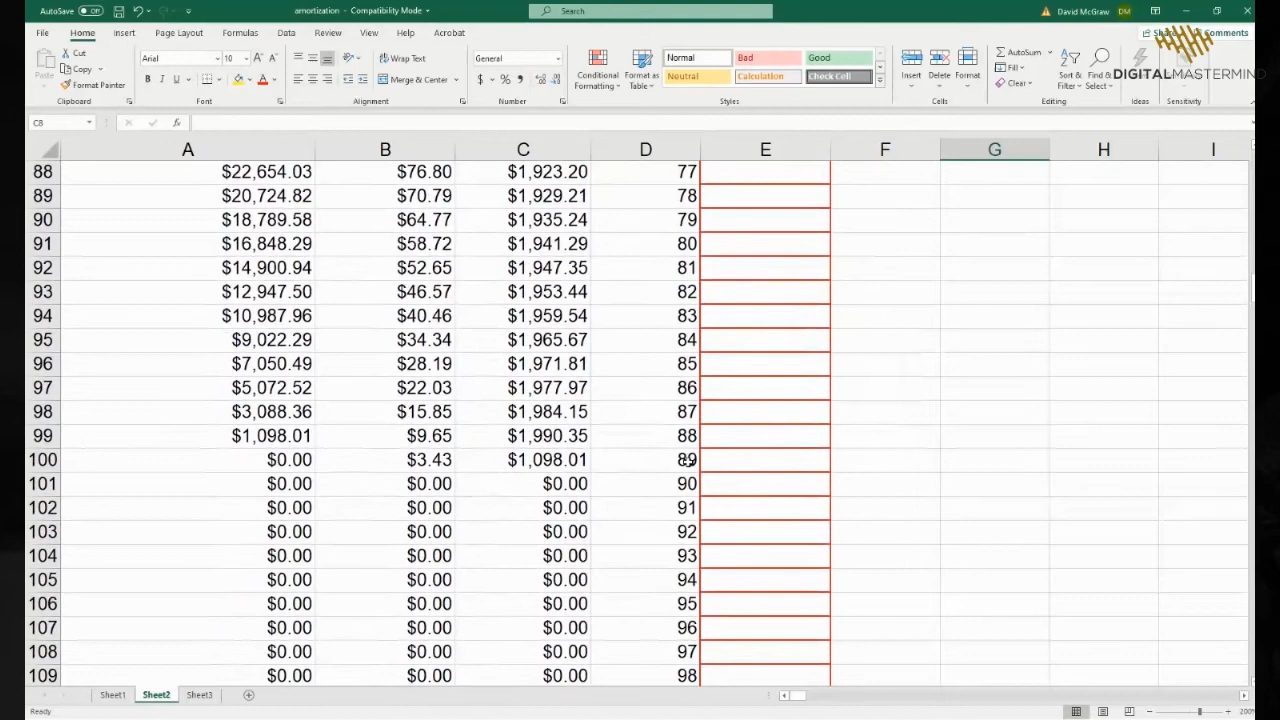 AutoSave Off amortization - Compatibility Mode Search David McGraw DM
File Home Insert Page Layout Formulas Data Review View Help Acrobat Share Comments
Paste Cut Copy Format Painter Clipboard
Arial 10 A A B I U A Font
Wrap Text Merge & Center Alignment
General $ % Number
Conditional Formatting Format as Table Normal Bad Good Neutral Calculation Check Cell Styles
Insert Delete Format Cells
AutoSum Fill Clear Sort & Filter Find & Select Editing
Ideas Sensitivity
DIGITALMASTERMIND
C8 fx
A B C D E F G H I
88 $22,654.03 $76.80 $1,923.20 77
89 $20,724.82 $70.79 $1,929.21 78
90 $18,789.58 $64.77 $1,935.24 79
91 $16,848.29 $58.72 $1,941.29 80
92 $14,900.94 $52.65 $1,947.35 81
93 $12,947.50 $46.57 $1,953.44 82
94 $10,987.96 $40.46 $1,959.54 83
95 $9,022.29 $34.34 $1,965.67 84
96 $7,050.49 $28.19 $1,971.81 85
97 $5,072.52 $22.03 $1,977.97 86
98 $3,088.36 $15.85 $1,984.15 87
99 $1,098.01 $9.65 $1,990.35 88
100 $0.00 $3.43 $1,098.01 89
101 $0.00 $0.00 $0.00 90
102 $0.00 $0.00 $0.00 91
103 $0.00 $0.00 $0.00 92
104 $0.00 $0.00 $0.00 93
105 $0.00 $0.00 $0.00 94
106 $0.00 $0.00 $0.00 95
107 $0.00 $0.00 $0.00 96
108 $0.00 $0.00 $0.00 97
109 $0.00 $0.00 $0.00 98
Sheet1 Sheet2 Sheet3
Ready